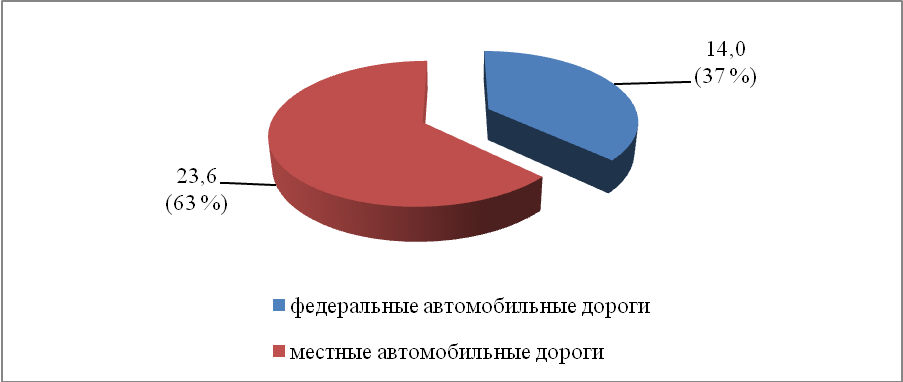 14,0
(37 %)
23,6
(63 %)
федеральные автомобильные дороги
местные автомобильные дороги